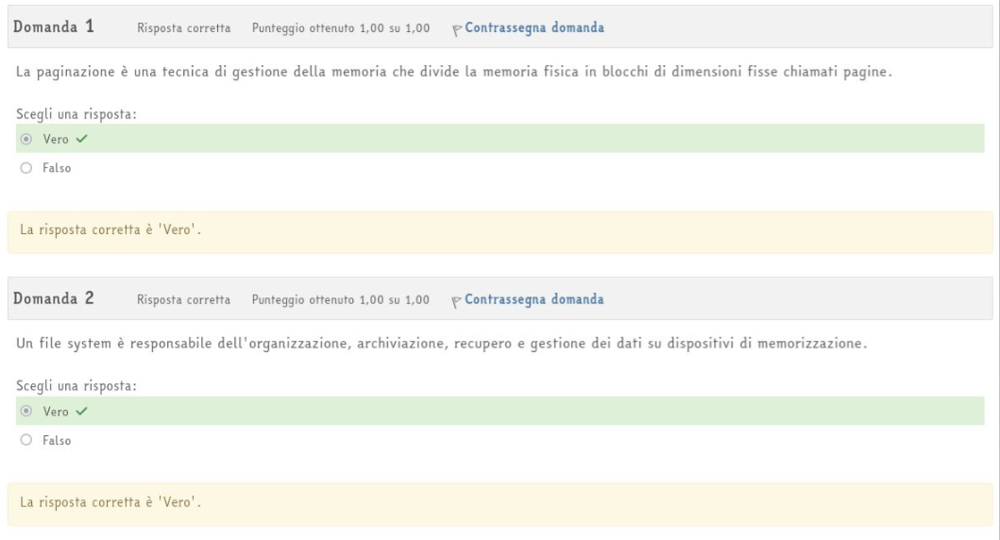 Domanda 1 Risposta corretta Punteggio ottenuto 1,00 su 1,00 Contrassegna domanda
La paginazione è una tecnica di gestione della memoria che divide la memoria fisica in blocchi di dimensioni fisse chiamati pagine.
Scegli una risposta:
Vero
Falso
La risposta corretta è 'Vero'.
Domanda 2 Risposta corretta Punteggio ottenuto 1,00 su 1,00 Contrassegna domanda
Un file system è responsabile dell'organizzazione, archiviazione, recupero e gestione dei dati su dispositivi di memorizzazione.
Scegli una risposta:
Vero
Falso
La risposta corretta è 'Vero'.